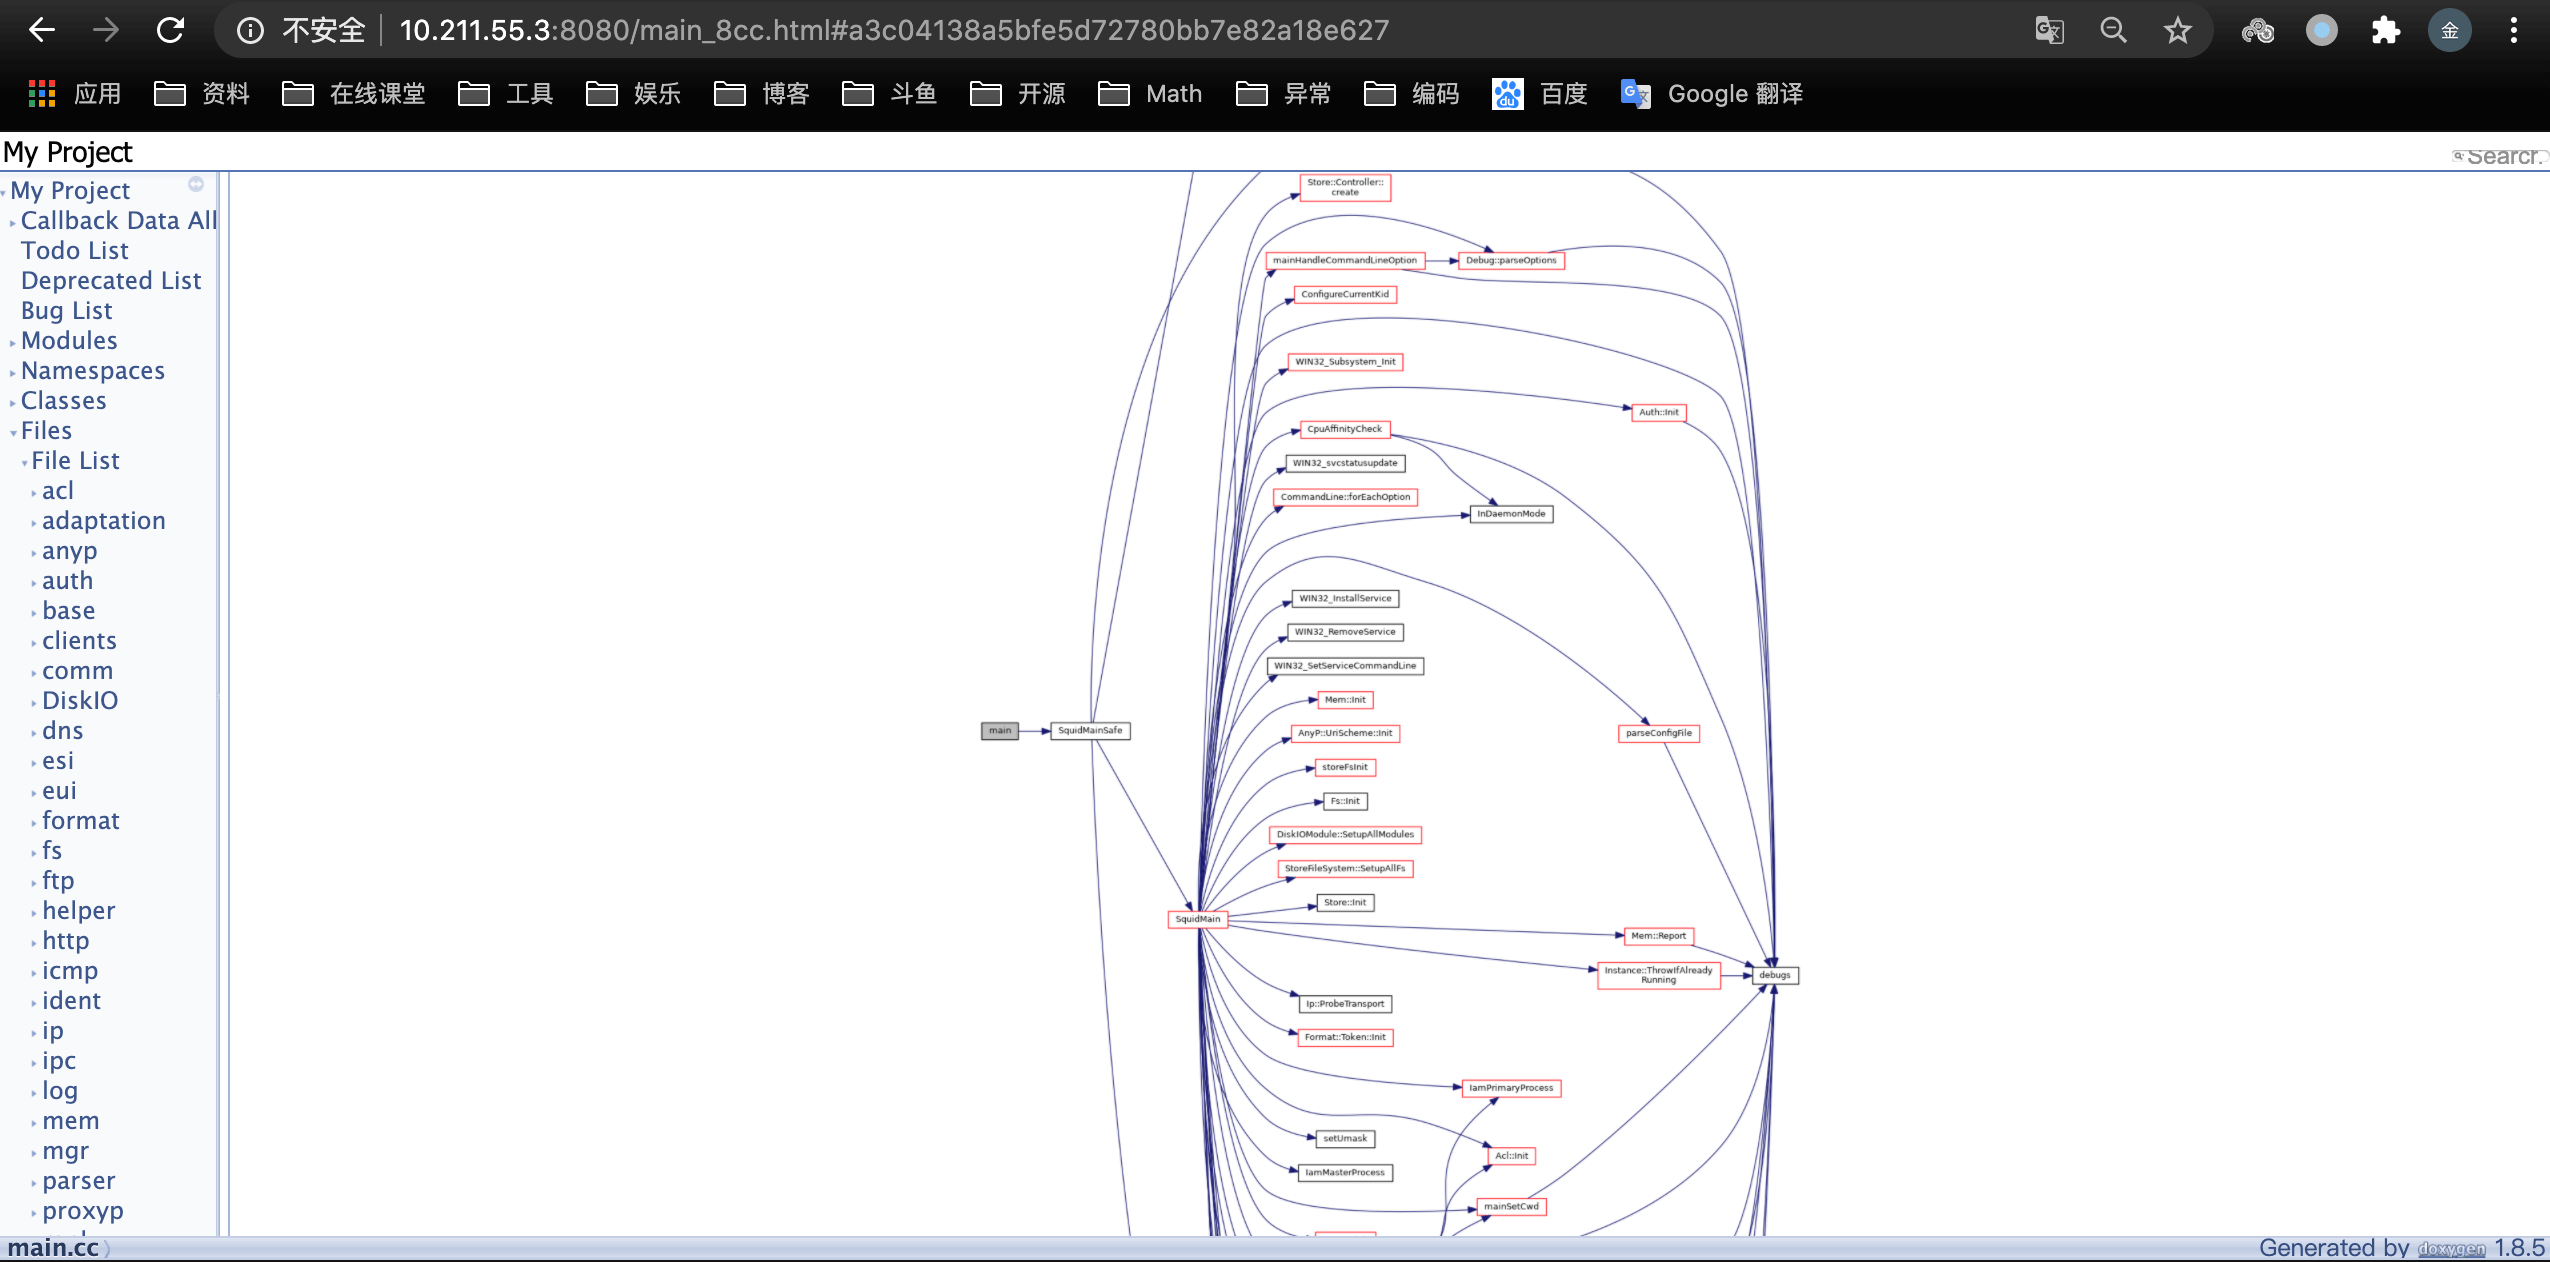 不安全 10.211.55.3:8080/main_8cc.html#a3c04138a5bfe5d72780bb7e82a18e627 金
应用 资料 在线课堂 工具 娱乐 博客 斗鱼 开源 Math 异常 编码 百度 Google 翻译
My Project
My Project
Callback Data All
Todo List
Deprecated List
Bug List
Modules
Namespaces
Classes
Files
File List
acl
adaptation
anyp
auth
base
clients
comm
DiskIO
dns
esi
eui
format
fs
ftp
helper
http
icmp
ident
ip
ipc
log
mem
mgr
parser
proxyp
Store::Controller::
create
mainHandleCommandLineOption
Debug::parseOptions
ConfigureCurrentKid
WIN32_Subsystem_Init
Auth::Init
CpuAffinityCheck
WIN32_svcstatusupdate
CommandLine::forEachOption
InDaemonMode
WIN32_InstallService
WIN32_RemoveService
WIN32_SetServiceCommandLine
Mem::Init
main
SquidMainSafe
AnyP::UriScheme::Init
parseConfigFile
storeFsInit
Fs::Init
DiskIOModule::SetupAllModules
StoreFileSystem::SetupAllFs
Store::Init
SquidMain
Mem::Report
Instance::ThrowIfAlready
Running
debugs
Ip::ProbeTransport
Format::Token::Init
IamPrimaryProcess
setUmask
Acl::Init
IamMasterProcess
mainSetCwd
main.cc
Generated by doxygen 1.8.5